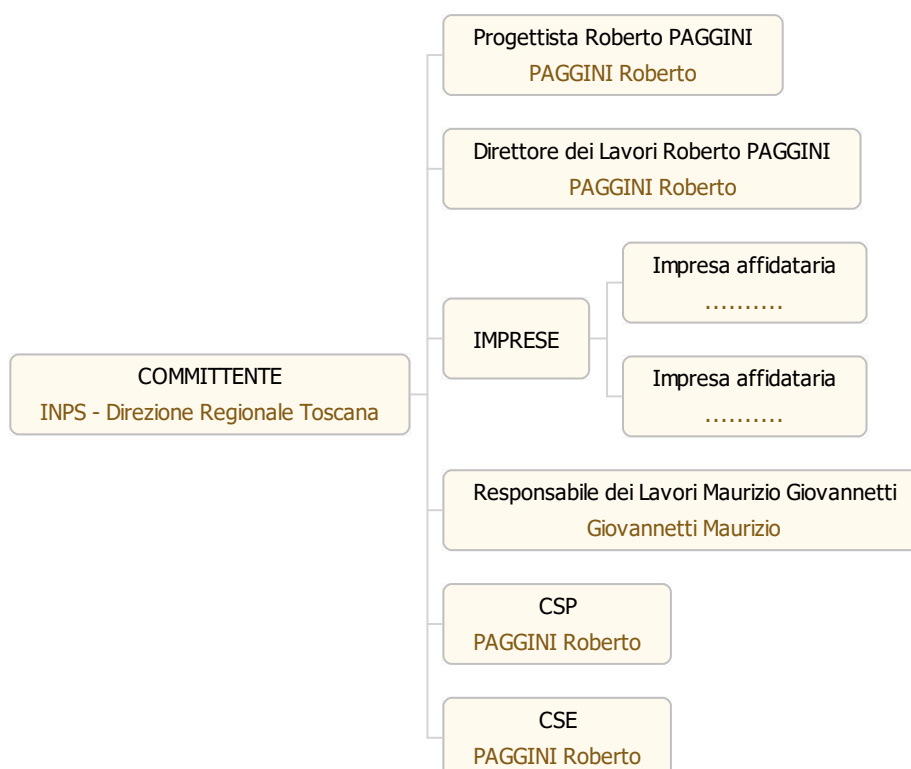 Progettista Roberto PAGGINI
PAGGINI Roberto
Direttore dei Lavori Roberto PAGGINI
PAGGINI Roberto
Impresa affidataria
..........
IMPRESE
Impresa affidataria
..........
COMMITTENTE
INPS - Direzione Regionale Toscana
Responsabile dei Lavori Maurizio Giovannetti
Giovannetti Maurizio
CSP
PAGGINI Roberto
CSE
PAGGINI Roberto